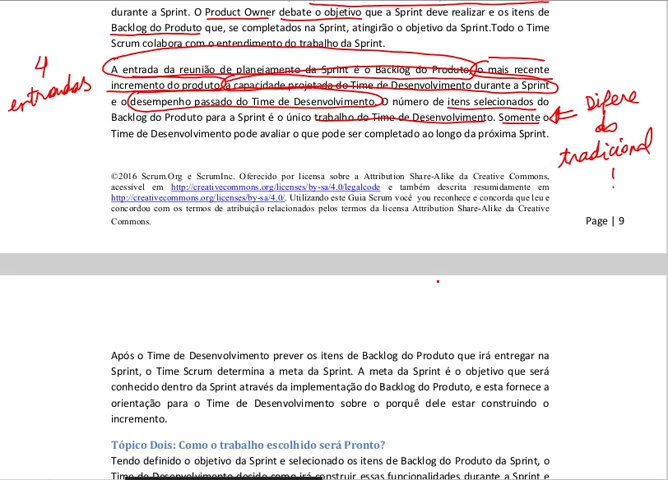 durante a Sprint. O Product Owner debate o objetivo que a Sprint deve realizar e os itens de
Backlog do Produto que, se completados na Sprint, atingirão o objetivo da Sprint.Todo o Time
Scrum colabora com o entendimento do trabalho da Sprint.
4
entradas
A entrada da reunião de planejamento da Sprint é o Backlog do Produto, o mais recente
incremento do produto, a capacidade projetada do Time de Desenvolvimento durante a Sprint
e o desempenho passado do Time de Desenvolvimento. O número de itens selecionados do
Backlog do Produto para a Sprint é o único trabalho do Time de Desenvolvimento. Somente o
Time de Desenvolvimento pode avaliar o que pode ser completado ao longo da próxima Sprint.
Difere
do
tradicional
!
©2016 Scrum.Org e ScrumInc. Oferecido por licensa sobre a Attribution Share-Alike da Creative
Commons, acessível em http://creativecommons.org/licenses/by-sa/4.0/legalcode e também descrita resumidamente em
http://creativecommons.org/licenses/by-sa/4.0/. Utilizando este Guia Scrum você you reconhece e concorda que leu e
concordou com os termos de atribuição relacionados pelos termos da licensa Attribution Share-Alike da Creative
Commons.
Page | 9
Após o Time de Desenvolvimento prever os itens de Backlog do Produto que irá entregar na
Sprint, o Time Scrum determina a meta da Sprint. A meta da Sprint é o objetivo que será
conhecido dentro da Sprint através da implementação do Backlog do Produto, e esta fornece a
orientação para o Time de Desenvolvimento sobre o porquê dele estar construindo o
incremento.
Tópico Dois: Como o trabalho escolhido será Pronto?
Tendo definido o objetivo da Sprint e selecionado os itens de Backlog do Produto da Sprint, o
Time de Desenvolvimento decide como irá construir essas funcionalidades durante a Sprint e